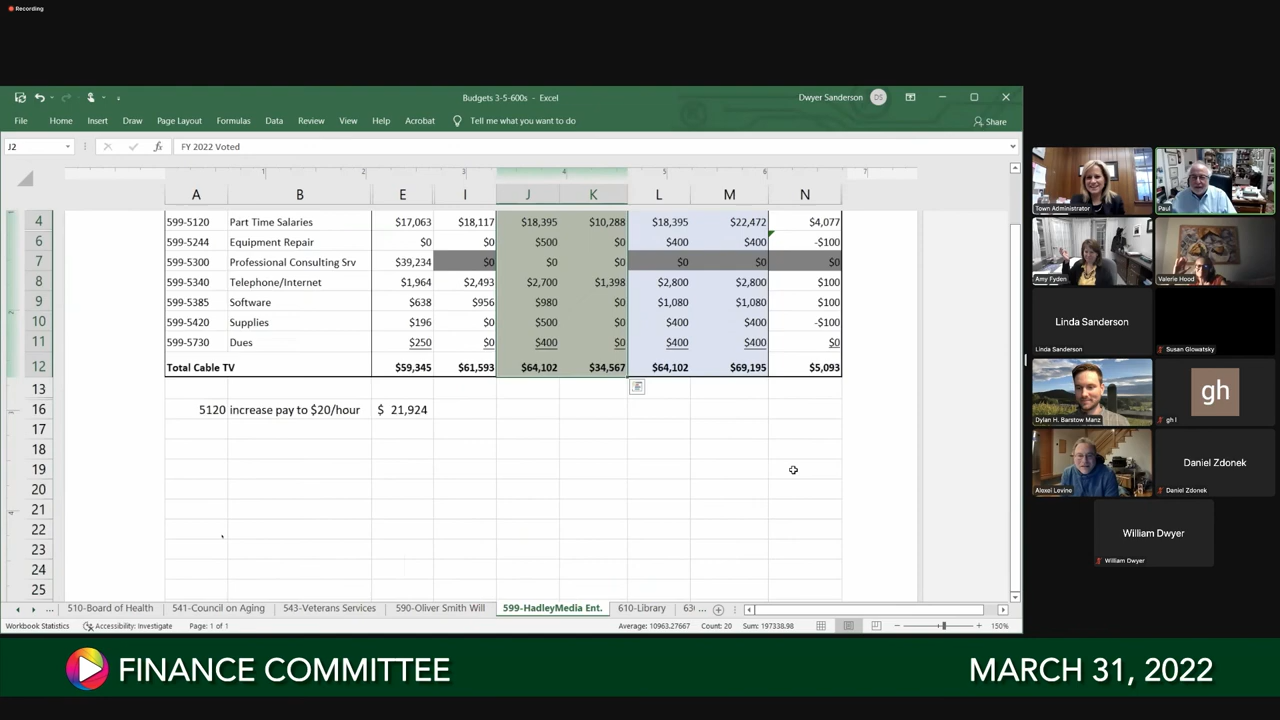 Recording
Budgets 3-5-600s - Excel
Dwyer Sanderson
DS
File Home Insert Draw Page Layout Formulas Data Review View Help Acrobat Tell me what you want to do
Share
J2
fx FY 2022 Voted
1 2 3 4 5 6 7
A B E I J K L M N
4 599-5120 Part Time Salaries $17,063 $18,117 $18,395 $10,288 $18,395 $22,472 $4,077
6 599-5244 Equipment Repair $0 $0 $500 $0 $400 $400 -$100
7 599-5300 Professional Consulting Srv $39,234 $0 $0 $0 $0 $0 $0
8 599-5340 Telephone/Internet $1,964 $2,493 $2,700 $1,398 $2,800 $2,800 $100
9 599-5385 Software $638 $956 $980 $0 $1,080 $1,080 $100
10 599-5420 Supplies $196 $0 $500 $0 $400 $400 -$100
11 599-5730 Dues $250 $0 $400 $0 $400 $400 $0
12 Total Cable TV $59,345 $61,593 $64,102 $34,567 $64,102 $69,195 $5,093
13
16 5120 increase pay to $20/hour $ 21,924
17
18
19
20
21
22
23
24
25
... 510-Board of Health 541-Council on Aging 543-Veterans Services 590-Oliver Smith Will 599-HadleyMedia Ent. 610-Library 63 ...
Workbook Statistics Accessibility: Investigate Page: 1 of 1 Average: 10963.27667 Count: 20 Sum: 197338.98 150%
Town Administrator
Paul
Amy Fyden
Valerie Hood
Linda Sanderson
Linda Sanderson
Susan Glowatsky
Dylan H. Barstow Manz
gh
gh l
Alexei Levine
Daniel Zdonek
Daniel Zdonek
William Dwyer
William Dwyer
FINANCE COMMITTEE
MARCH 31, 2022